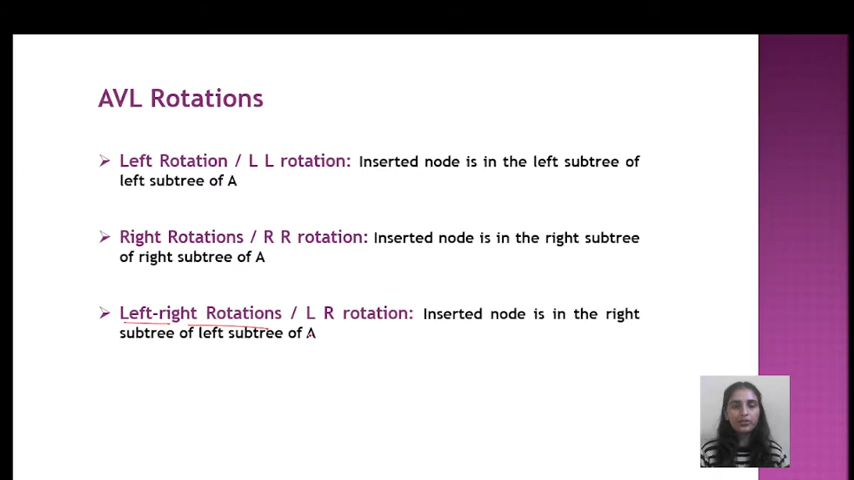 AVL Rotations
Left Rotation / L L rotation: Inserted node is in the left subtree of
left subtree of A
Right Rotations / R R rotation: Inserted node is in the right subtree
of right subtree of A
Left-right Rotations / L R rotation: Inserted node is in the right
subtree of left subtree of A